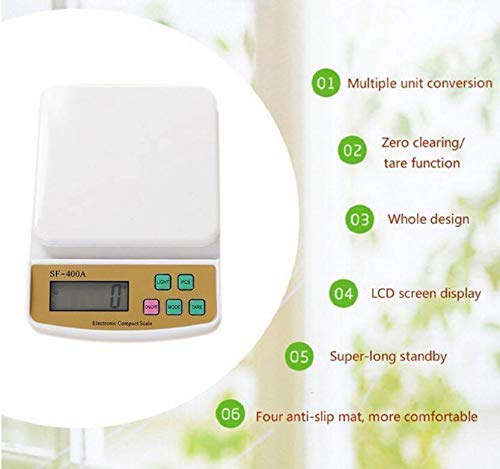 SF-400A
LIGHT PCS
0
ON/OFF MODE TARE
Electronic Compact Scale
01 Multiple unit conversion
02 Zero clearing/
tare function
03 Whole design
04 LCD screen display
05 Super-long standby
06 Four anti-slip mat, more comfortable